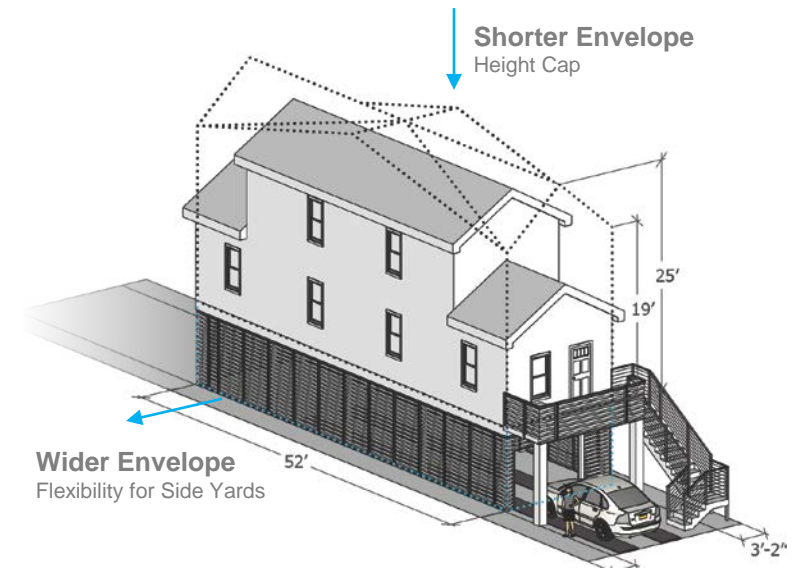 Shorter Envelope
Height Cap
25′
19′
Wider Envelope
Flexibility for Side Yards
52′
3′-2″